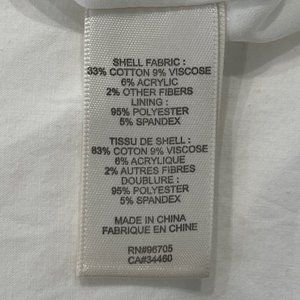 SHELL FABRIC :
83% COTTON 9% VISCOSE
6% ACRYLIC
2% OTHER FIBERS
LINING :
95% POLYESTER
5% SPANDEX
TISSU DE SHELL :
83% COTON 9% VISCOSE
6% ACRYLIQUE
2% AUTRES FIBRES
DOUBLURE :
95% POLYESTER
5% SPANDEX
MADE IN CHINA
FABRIQUE EN CHINE
RN#96705
CA#34460